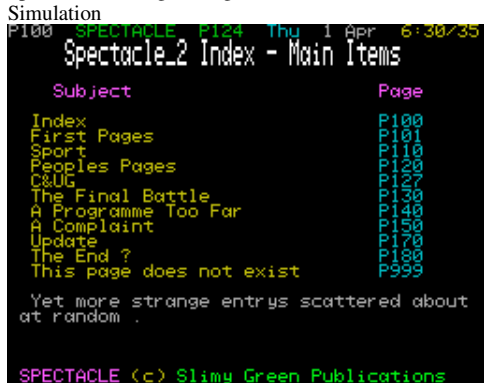 Simulation
P100 SPECTACLE P124 Thu 1 Apr 6:30/35
Spectacle_2 Index - Main Items
Subject Page
Index P100
First Pages P101
Sport P110
Peoples Pages P120
C&UG P127
The Final Battle P130
A Programme Too Far P140
A Complaint P150
Update P170
The End ? P180
This page does not exist P999
Yet more strange entrys scattered about
at random .
SPECTACLE (c) Slimy Green Publications